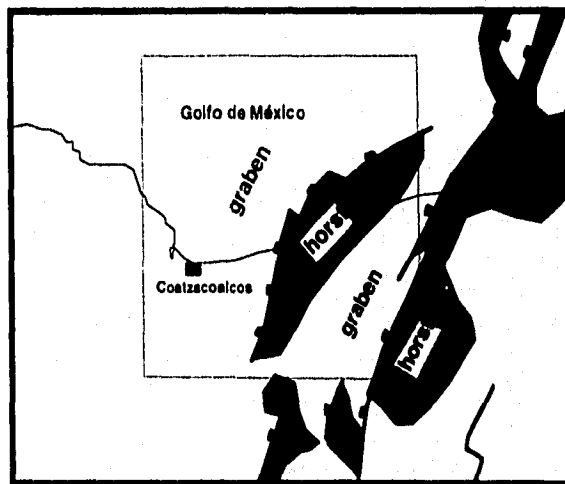 Golfo de México
graben
horst
Coatzacoalcos
graben
horst